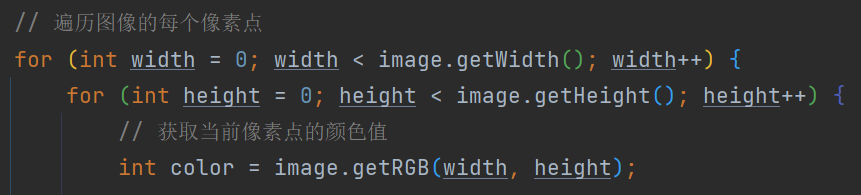 // 遍历图像的每个像素点
for (int width = 0; width < image.getWidth(); width++) {
    for (int height = 0; height < image.getHeight(); height++) {
        // 获取当前像素点的颜色值
        int color = image.getRGB(width, height);